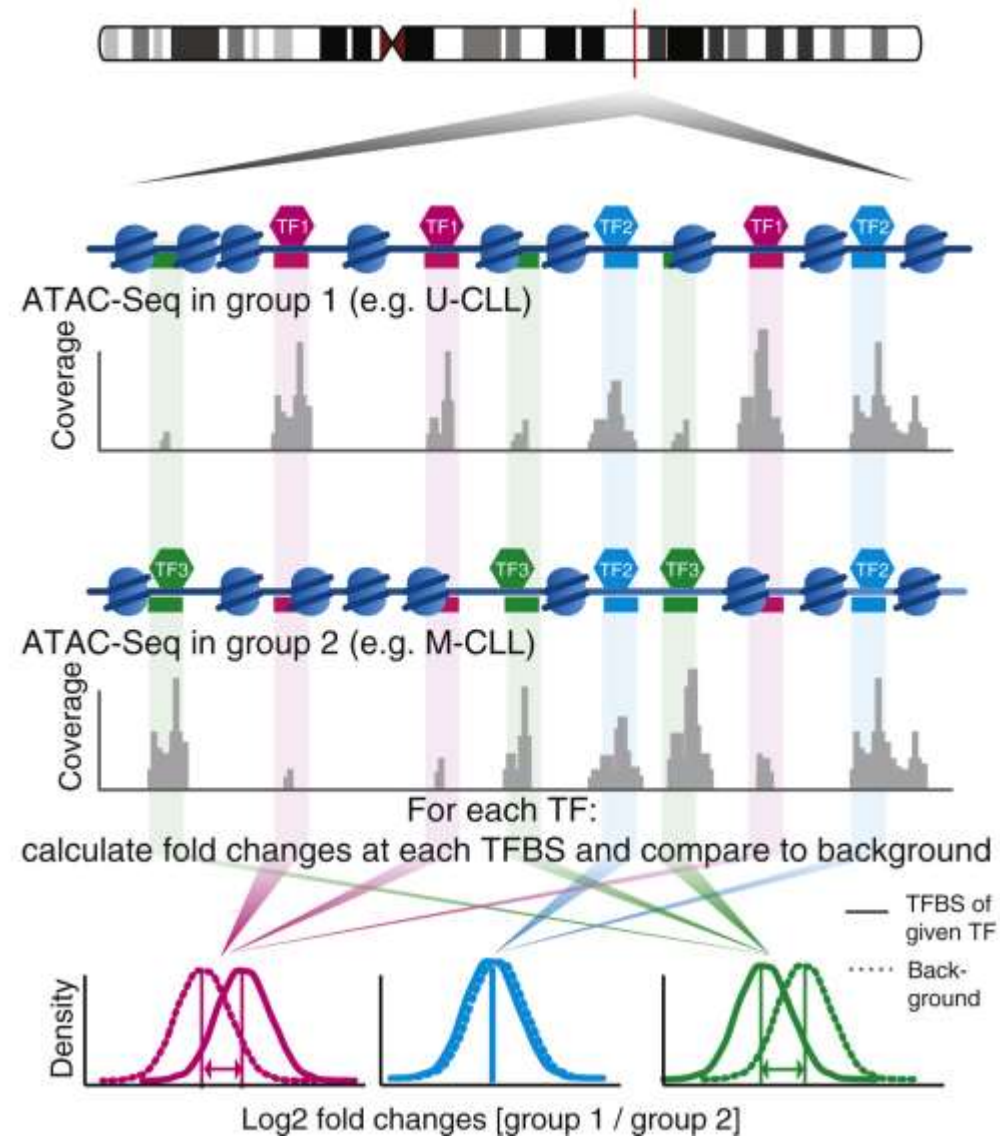 TF1
TF1
TF2
TF1
TF2
ATAC-Seq in group 1 (e.g. U-CLL)
Coverage
TF3
TF3
TF2
TF3
TF2
ATAC-Seq in group 2 (e.g. M-CLL)
Coverage
For each TF:
calculate fold changes at each TFBS and compare to background
TFBS of
given TF
Back-
ground
Density
Log2 fold changes [group 1 / group 2]